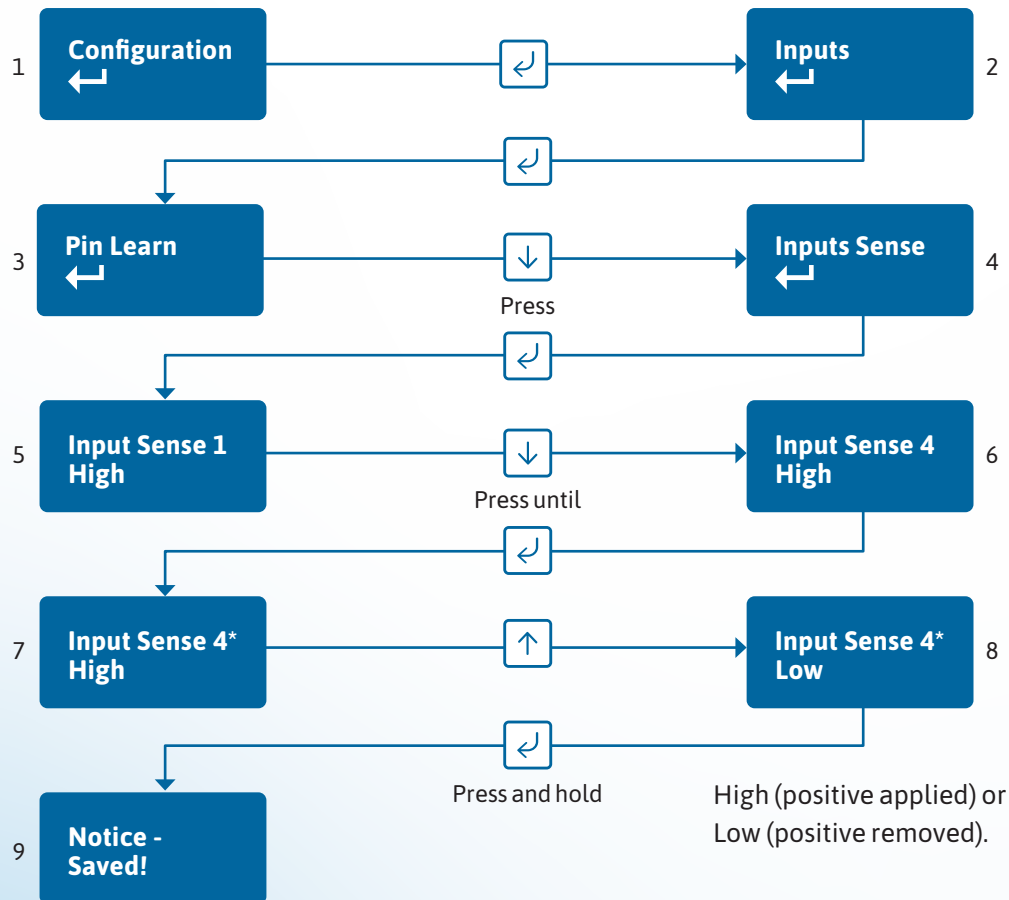 1
Configuration
Inputs
2
3
Pin Learn
Press
Inputs Sense
4
5
Input Sense 1
High
Press until
Input Sense 4
High
6
7
Input Sense 4*
High
Input Sense 4*
Low
8
Press and hold
High (positive applied) or
Low (positive removed).
9
Notice -
Saved!